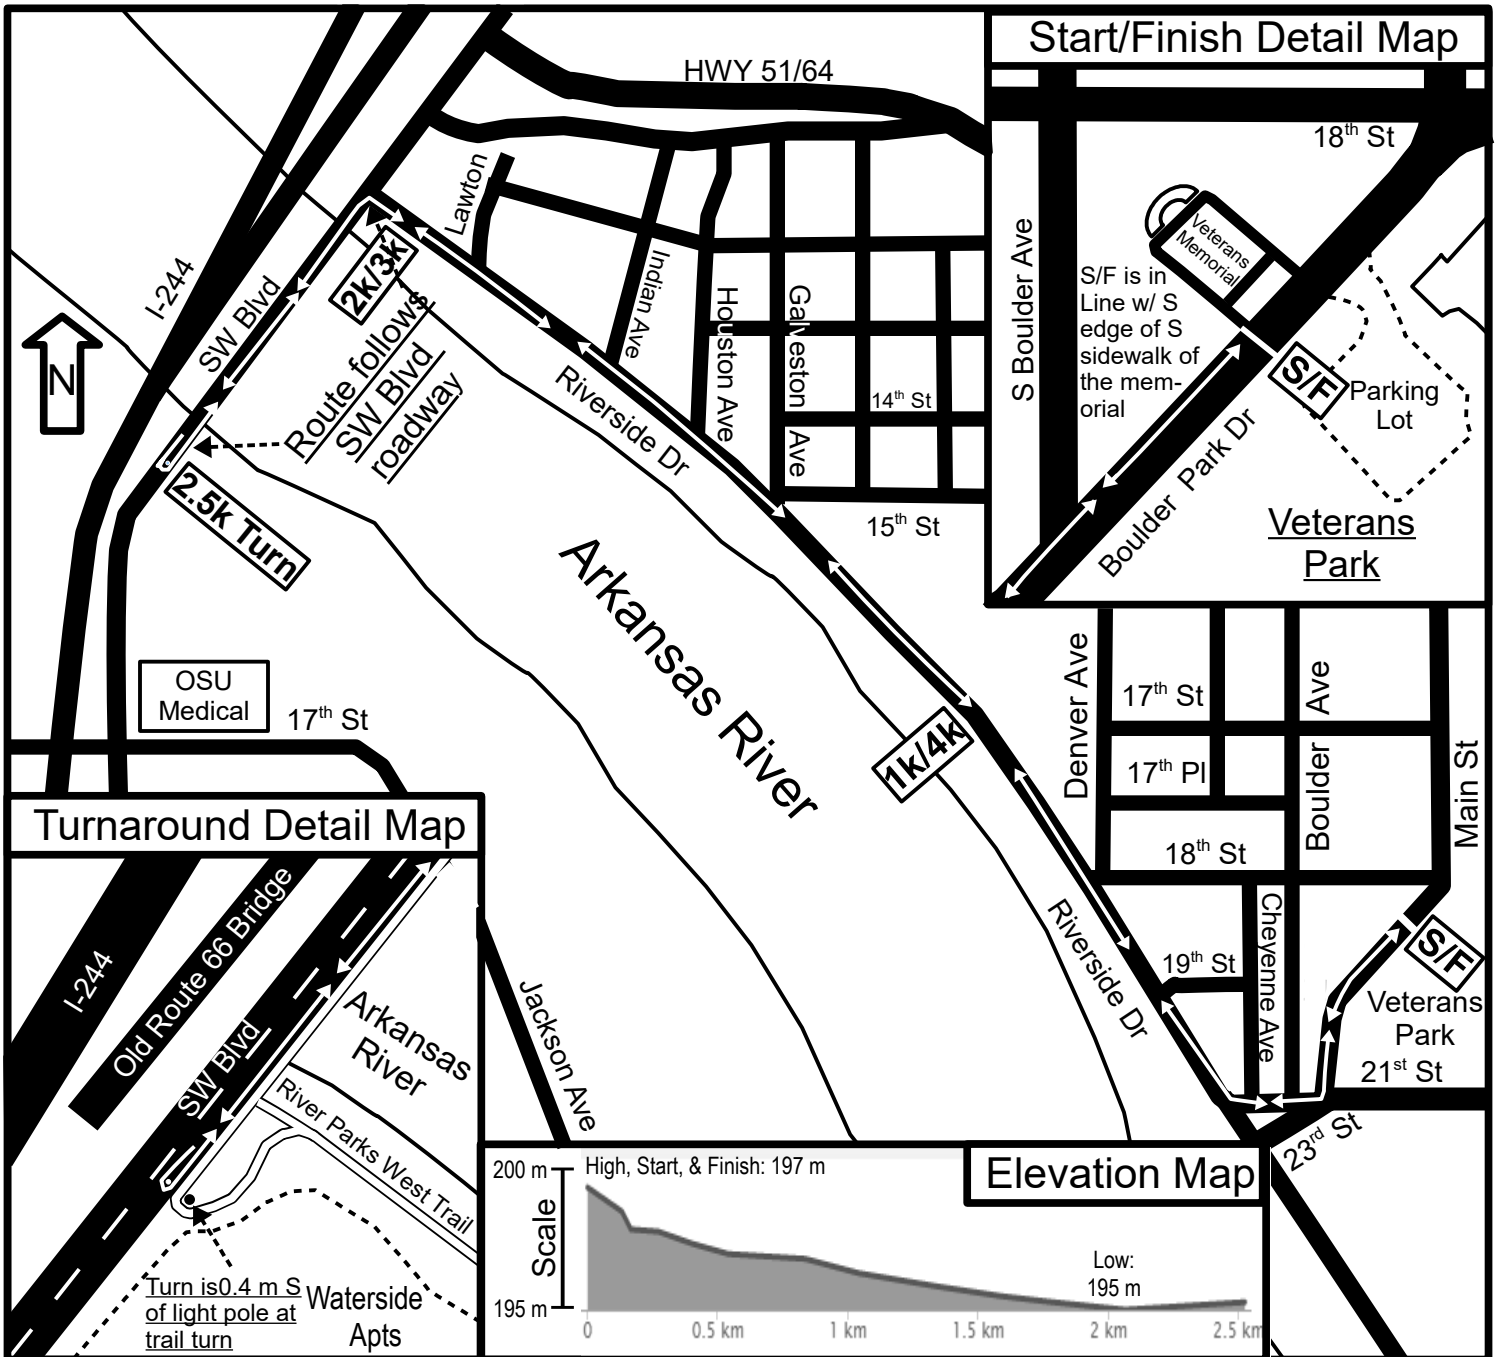 Start/Finish Detail Map
HWY 51/64
18th St
Lawton
Veterans
Memorial
S Boulder Ave
S/F is in
Line w/ S
edge of S
sidewalk of
the mem-
orial
S/F
Parking
Lot
Boulder Park Dr
Veterans
Park
I-244
SW Blvd
2k/3k
Indian Ave
Houston Ave
Galveston Ave
14th St
15th St
N
Route follows
SW Blvd
roadway
Riverside Dr
2.5k Turn
Arkansas River
OSU
Medical
17th St
1k/4k
Denver Ave
17th St
17th Pl
Boulder Ave
Main St
18th St
Cheyenne Ave
19th St
Riverside Dr
S/F
Veterans
Park
21st St
23rd St
Jackson Ave
Turnaround Detail Map
I-244
Old Route 66 Bridge
SW Blvd
Arkansas
River
River Parks West Trail
Turn is0.4 m S
of light pole at
trail turn
Waterside
Apts
Elevation Map
200 m
High, Start, & Finish: 197 m
Scale
Low:
195 m
195 m
0 0.5 km 1 km 1.5 km 2 km 2.5 km